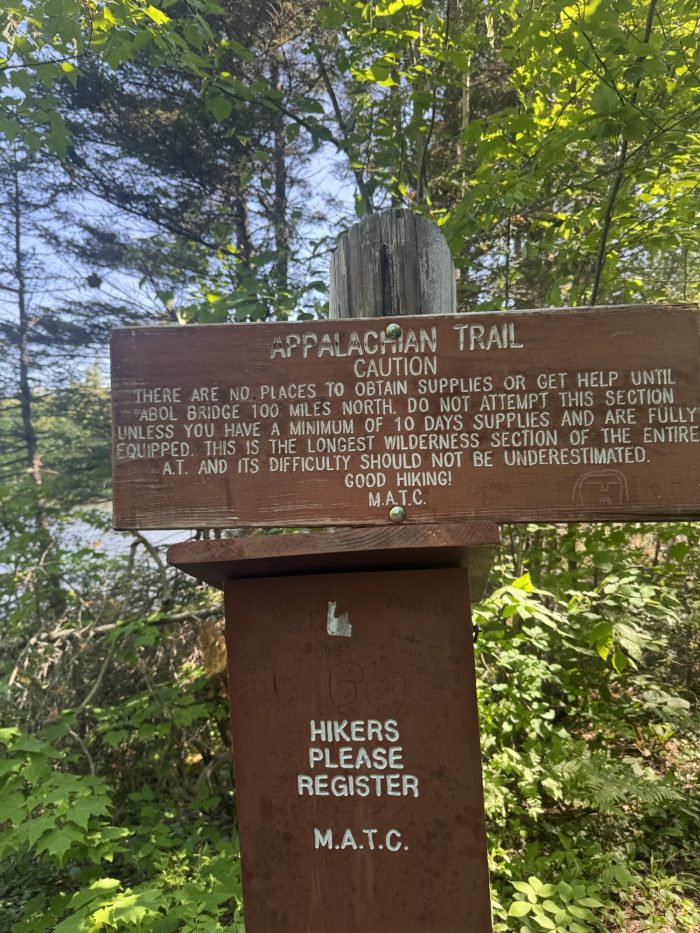 APPALACHIAN TRAIL
CAUTION
THERE ARE NO PLACES TO OBTAIN SUPPLIES OR GET HELP UNTIL
ABOL BRIDGE 100 MILES NORTH. DO NOT ATTEMPT THIS SECTION
UNLESS YOU HAVE A MINIMUM OF 10 DAYS SUPPLIES AND ARE FULLY
EQUIPPED. THIS IS THE LONGEST WILDERNESS SECTION OF THE ENTIRE
A.T. AND ITS DIFFICULTY SHOULD NOT BE UNDERESTIMATED.
GOOD HIKING!
M.A.T.C.
HIKERS
PLEASE
REGISTER
M.A.T.C.